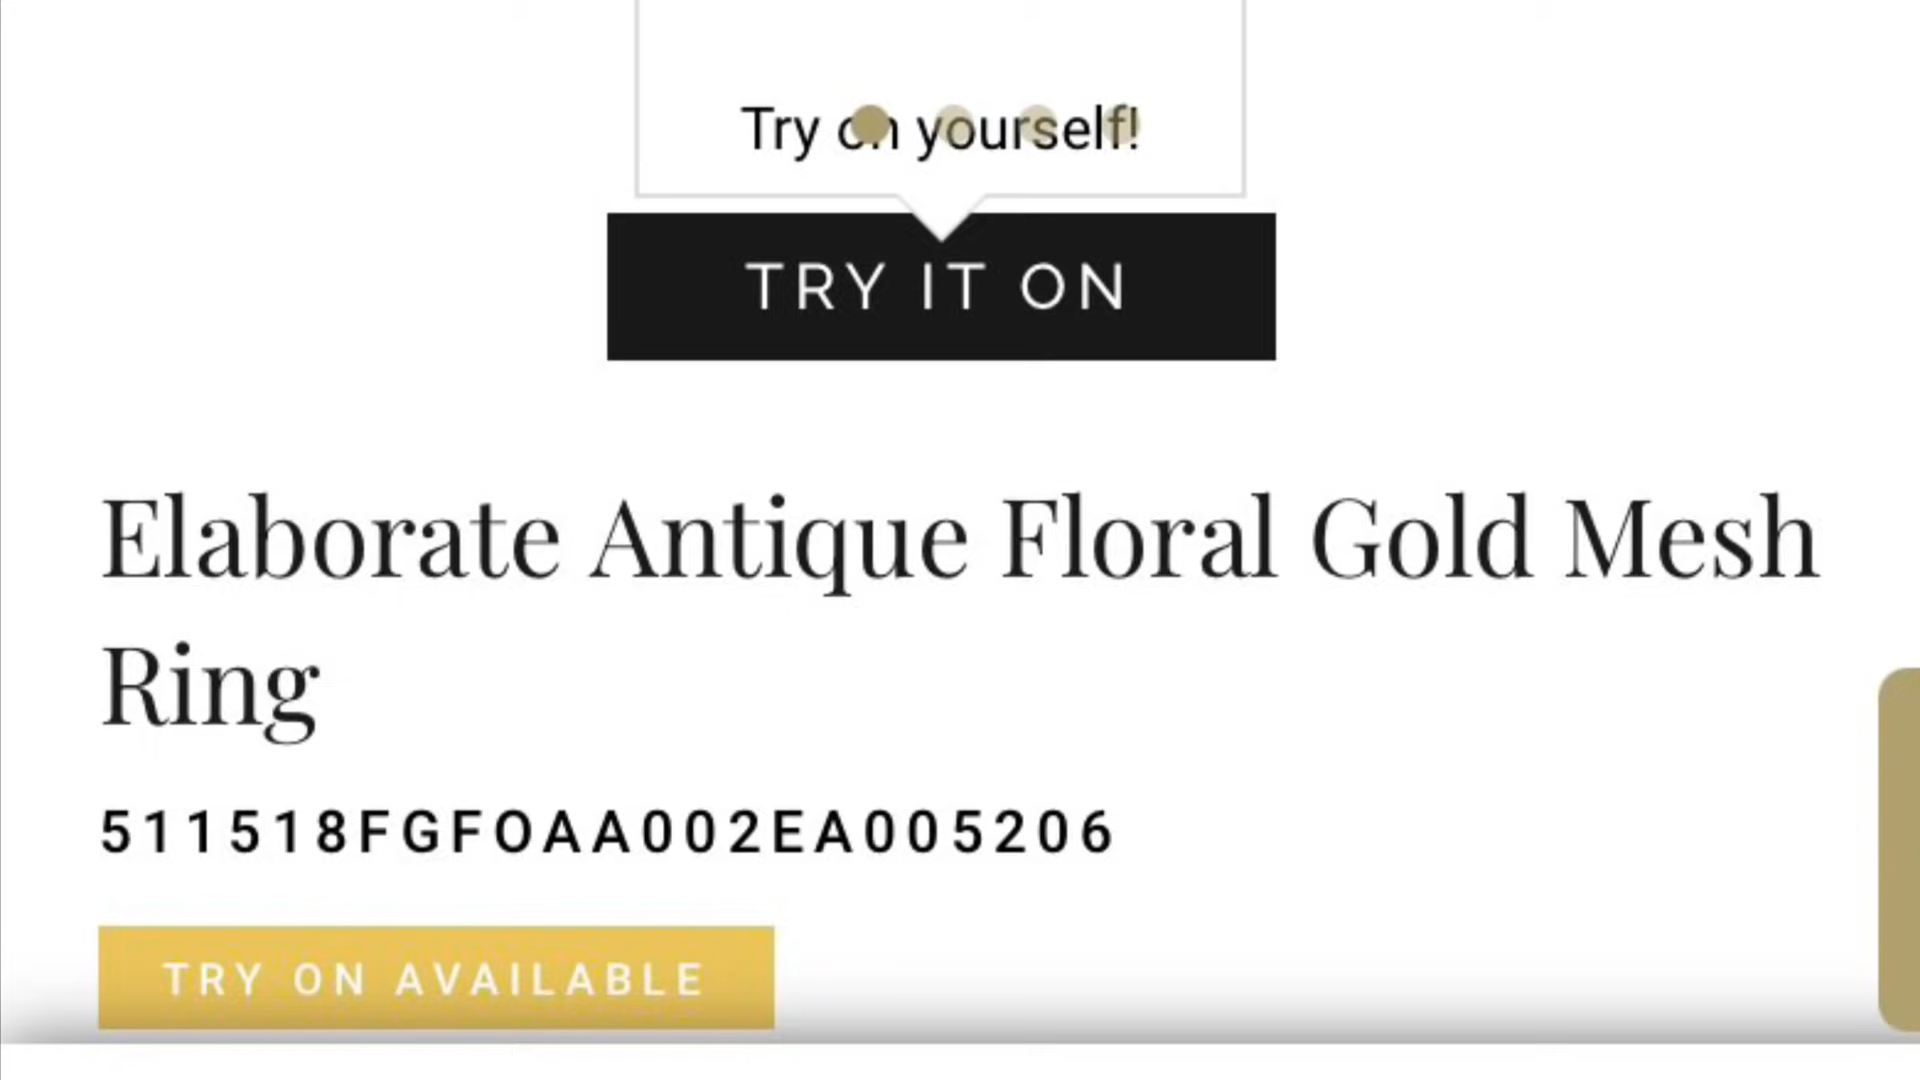 Try on yourself!
TRY IT ON
Elaborate Antique Floral Gold Mesh
Ring
511518FGFOAA002EA005206
TRY ON AVAILABLE